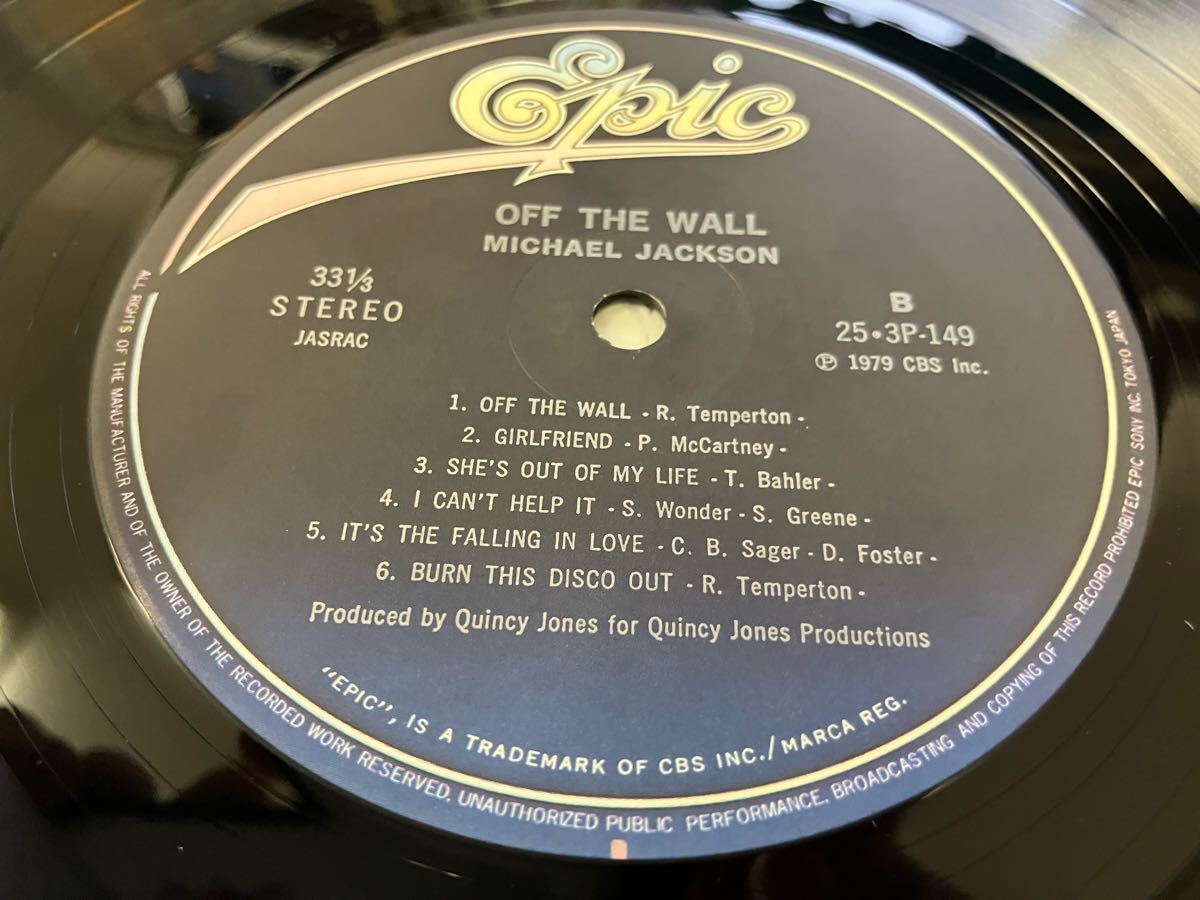 Epic
OFF THE WALL
MICHAEL JACKSON
33⅓
STEREO
JASRAC
B
25•3P-149
℗ 1979 CBS Inc.
1. OFF THE WALL - R. Temperton -
2. GIRLFRIEND - P. McCartney -
3. SHE'S OUT OF MY LIFE - T. Bahler -
4. I CAN'T HELP IT - S. Wonder - S. Greene -
5. IT'S THE FALLING IN LOVE - C. B. Sager - D. Foster -
6. BURN THIS DISCO OUT - R. Temperton -
Produced by Quincy Jones for Quincy Jones Productions
"EPIC", IS A TRADEMARK OF CBS INC./MARCA REG.
ALL RIGHTS OF THE MANUFACTURER AND OF THE OWNER OF THE RECORDED WORK RESERVED. UNAUTHORIZED PUBLIC PERFORMANCE. BROADCASTING AND COPYING OF THIS RECORD PROHIBITED EPIC SONY INC. TOKYO JAPAN